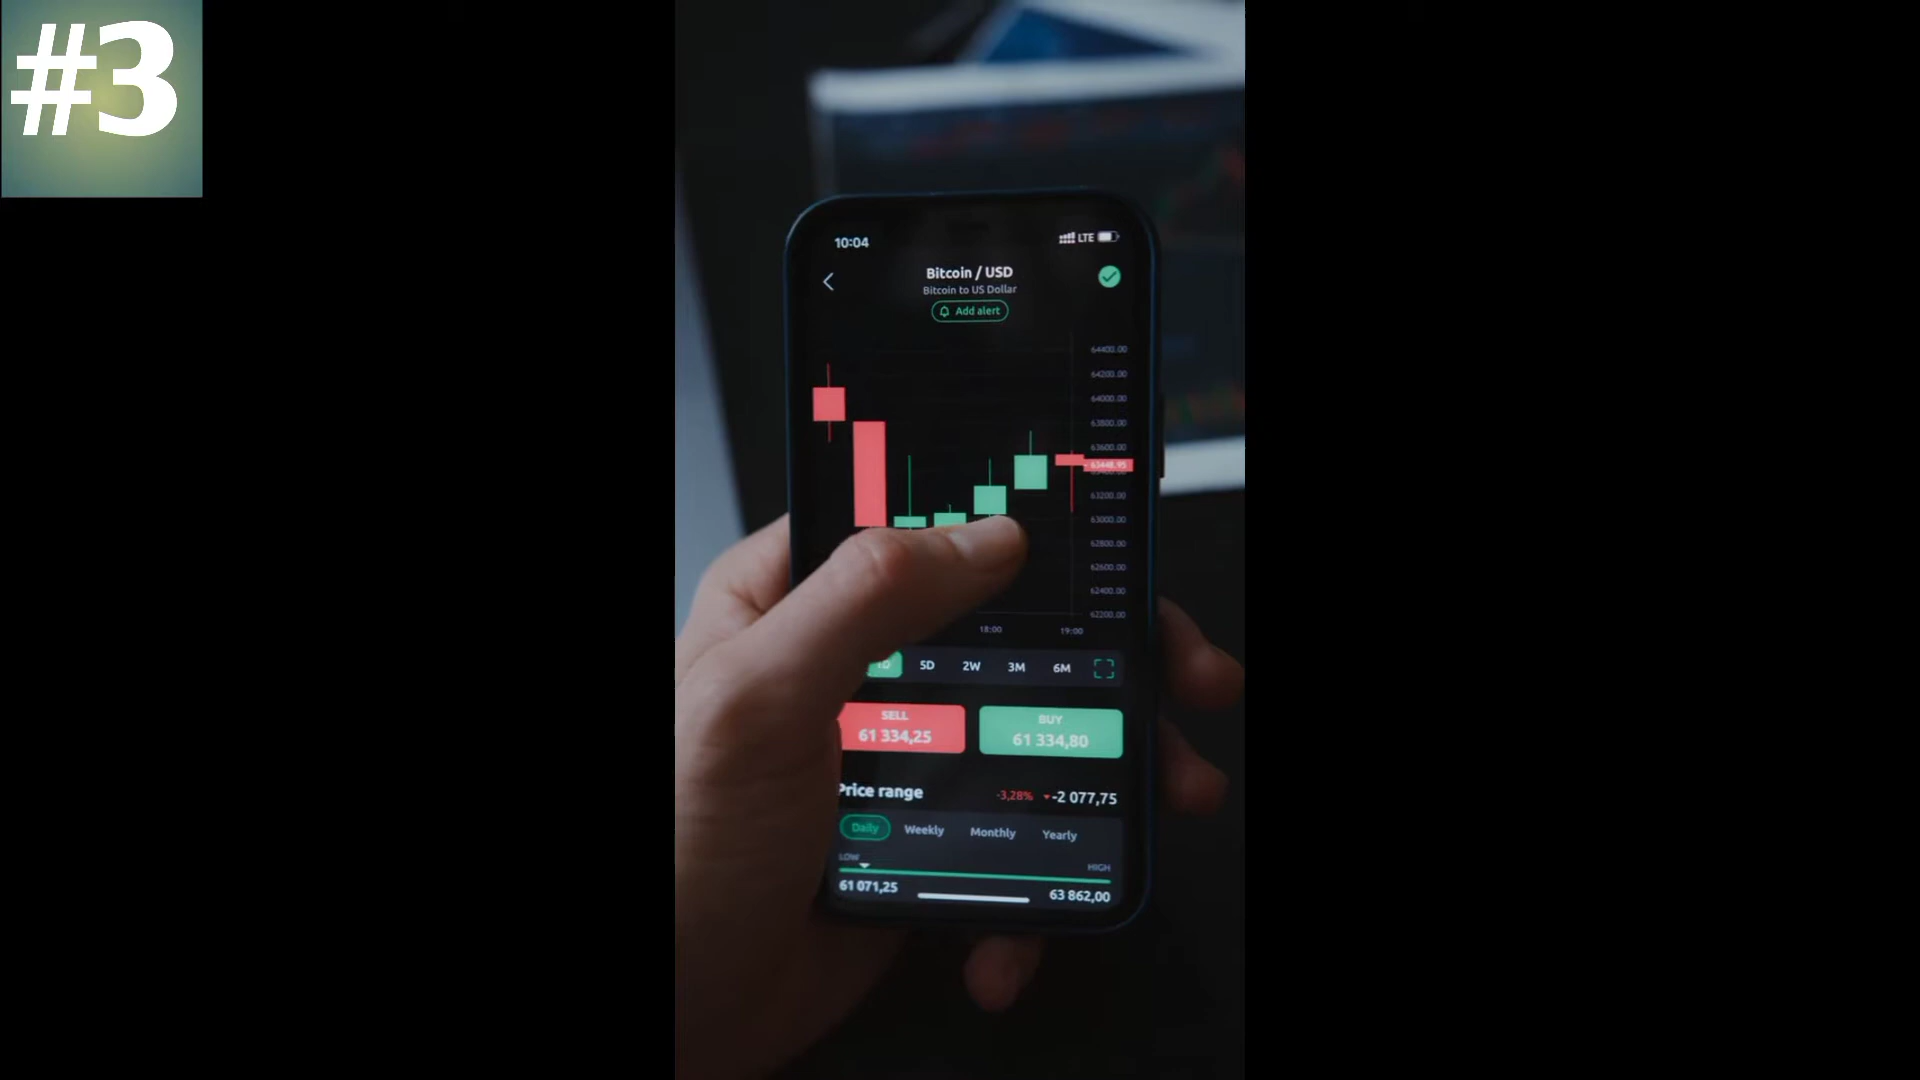 #3
10:04
LTE
Bitcoin / USD
Bitcoin to US Dollar
Add alert
64400.00
64200.00
64000.00
63800.00
63600.00
63448.95
63200.00
63000.00
62800.00
62600.00
62400.00
62200.00
18:00 19:00
1D 5D 2W 3M 6M
SELL BUY
61 334,25 61 334,80
Price range -3,28% -2 077,75
Daily Weekly Monthly Yearly
LOW HIGH
61 071,25 63 862,00